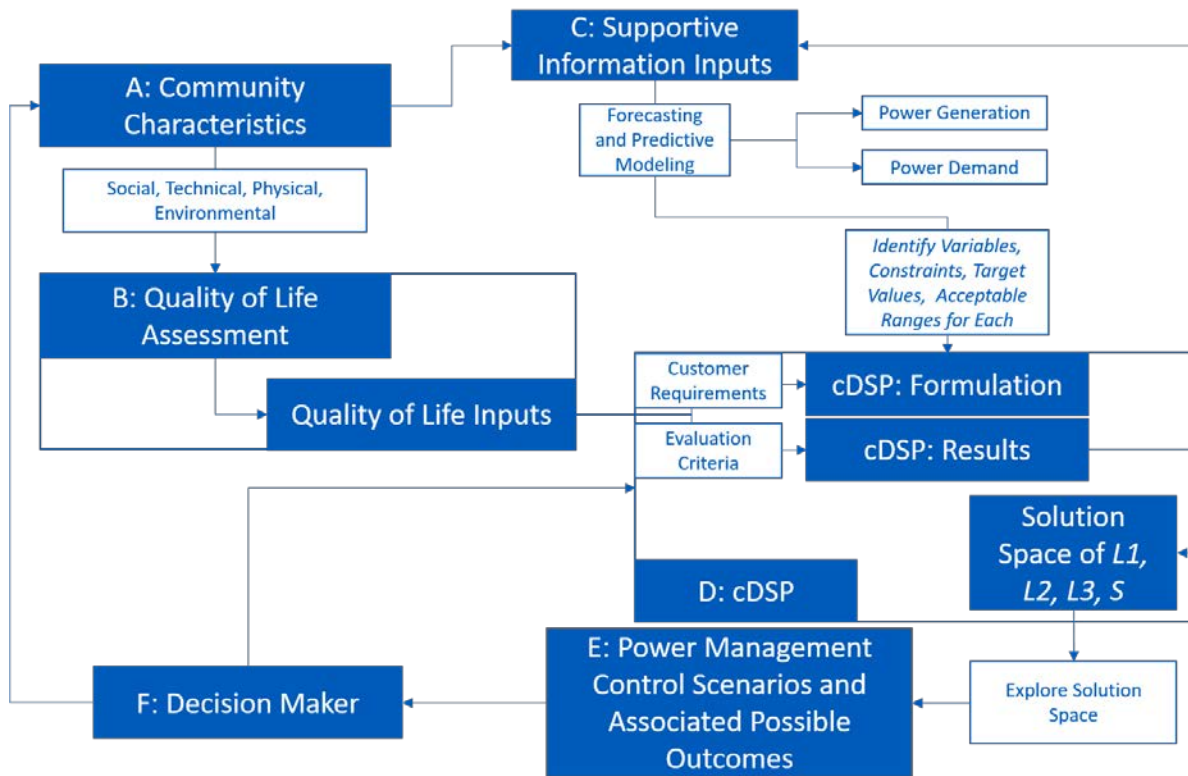 C: Supportive
Information Inputs
A: Community
Characteristics
Forecasting
and Predictive
Modeling
Power Generation
Power Demand
Social, Technical, Physical,
Environmental
Identify Variables,
Constraints, Target
Values, Acceptable
Ranges for Each
B: Quality of Life
Assessment
Quality of Life Inputs
Customer
Requirements
cDSP: Formulation
Evaluation
Criteria
cDSP: Results
Solution
Space of L1,
L2, L3, S
D: cDSP
E: Power Management
Control Scenarios and
Associated Possible
Outcomes
F: Decision Maker
Explore Solution
Space